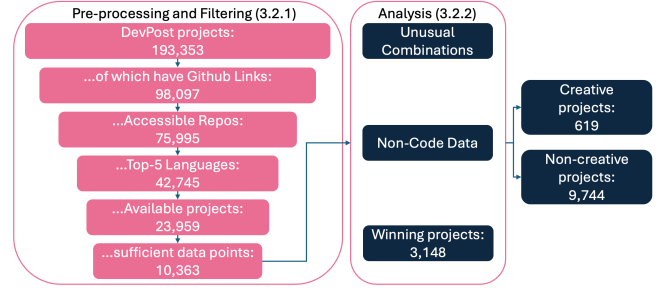 Pre-processing and Filtering (3.2.1)
DevPost projects:
193,353
...of which have Github Links:
98,097
...Accessible Repos:
75,995
...Top-5 Languages:
42,745
...Available projects:
23,959
...sufficient data points:
10,363
Analysis (3.2.2)
Unusual
Combinations
Non-Code Data
Winning projects:
3,148
Creative
projects:
619
Non-creative
projects:
9,744